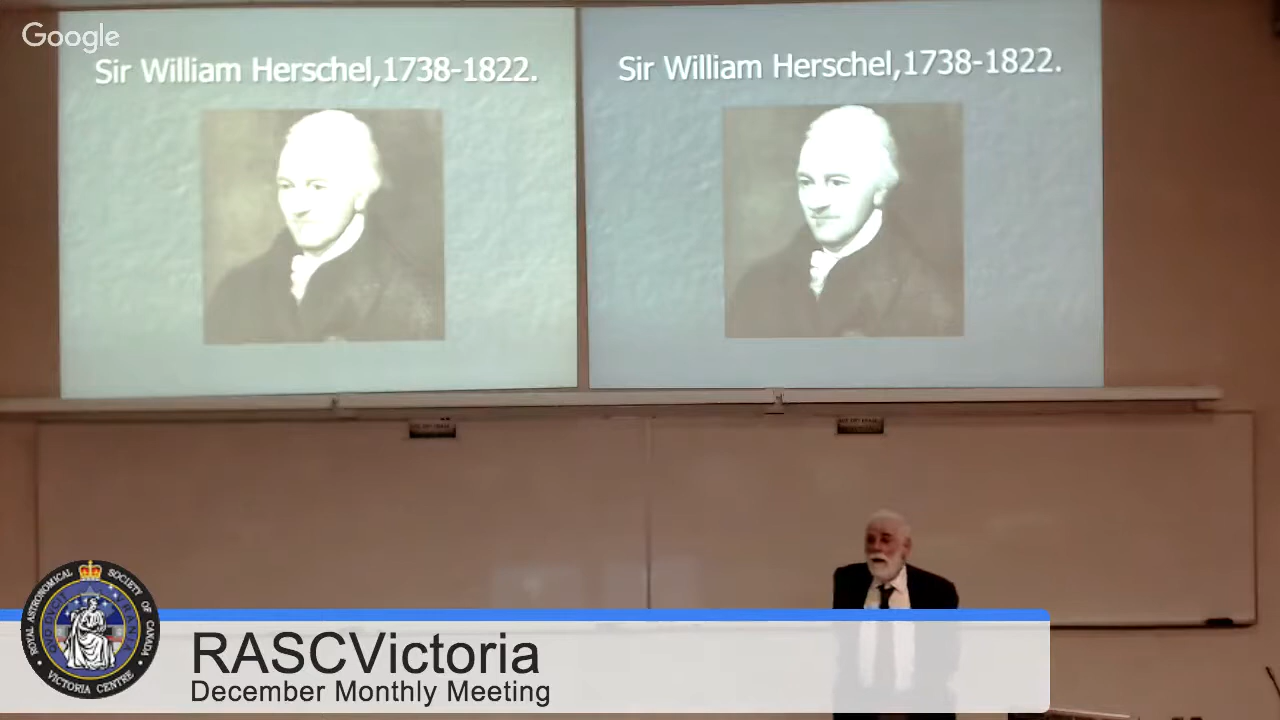 Google
Sir William Herschel,1738-1822.
Sir William Herschel,1738-1822.
ROYAL ASTRONOMICAL SOCIETY OF CANADA
VICTORIA CENTRE
RASCVictoria
December Monthly Meeting